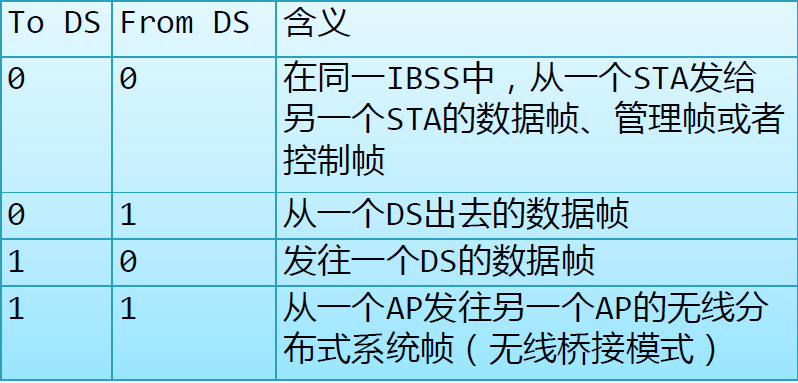 To DS From DS 含义
0 0 在同一IBSS中，从一个STA发给
另一个STA的数据帧、管理帧或者
控制帧
0 1 从一个DS出去的数据帧
1 0 发往一个DS的数据帧
1 1 从一个AP发往另一个AP的无线分
布式系统帧（无线桥接模式）